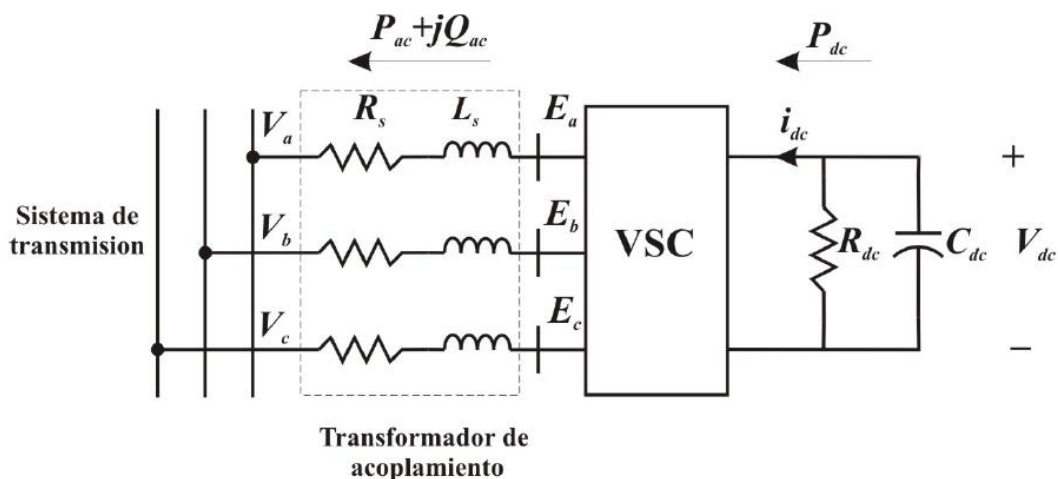 P_ac+jQ_ac
P_dc
R_s
L_s
E_a
V_a
i_dc
+
Sistema de
transmision
V_b
E_b
VSC
R_dc
C_dc
V_dc
V_c
E_c
−
Transformador de
acoplamiento